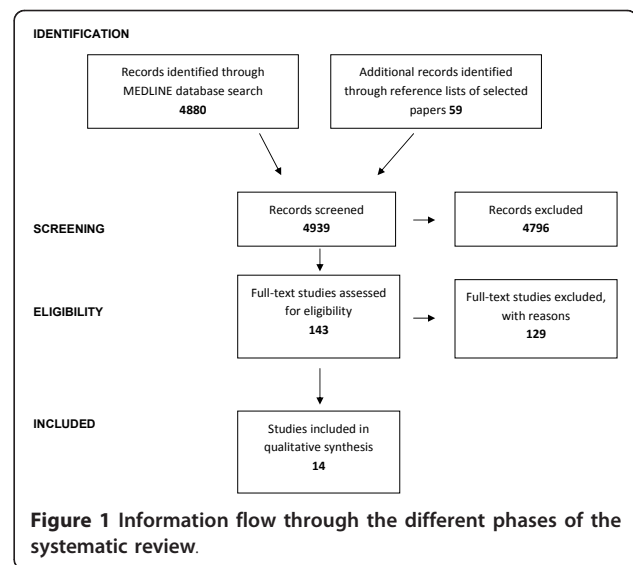 IDENTIFICATION
Records identified through
MEDLINE database search
4880
Additional records identified
through reference lists of selected
papers 59
SCREENING
Records screened
4939
Records excluded
4796
ELIGIBILITY
Full-text studies assessed
for eligibility
143
Full-text studies excluded,
with reasons
129
INCLUDED
Studies included in
qualitative synthesis
14
Figure 1 Information flow through the different phases of the
systematic review.